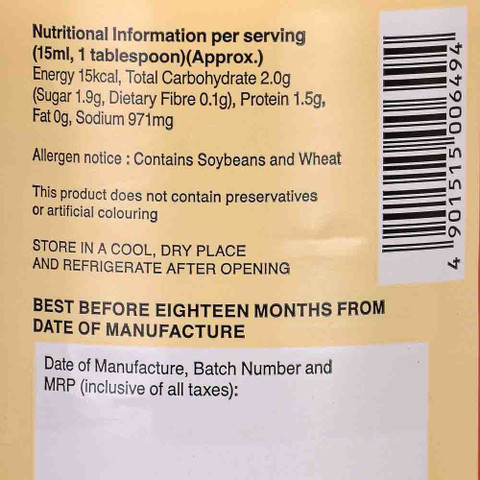 Nutritional Information per serving
(15ml, 1 tablespoon)(Approx.)
Energy 15kcal, Total Carbohydrate 2.0g
(Sugar 1.9g, Dietary Fibre 0.1g), Protein 1.5g,
Fat 0g, Sodium 971mg
Allergen notice : Contains Soybeans and Wheat
This product does not contain preservatives
or artificial colouring
STORE IN A COOL, DRY PLACE
AND REFRIGERATE AFTER OPENING
BEST BEFORE EIGHTEEN MONTHS FROM
DATE OF MANUFACTURE
Date of Manufacture, Batch Number and
MRP (inclusive of all taxes):
4 901515 006494